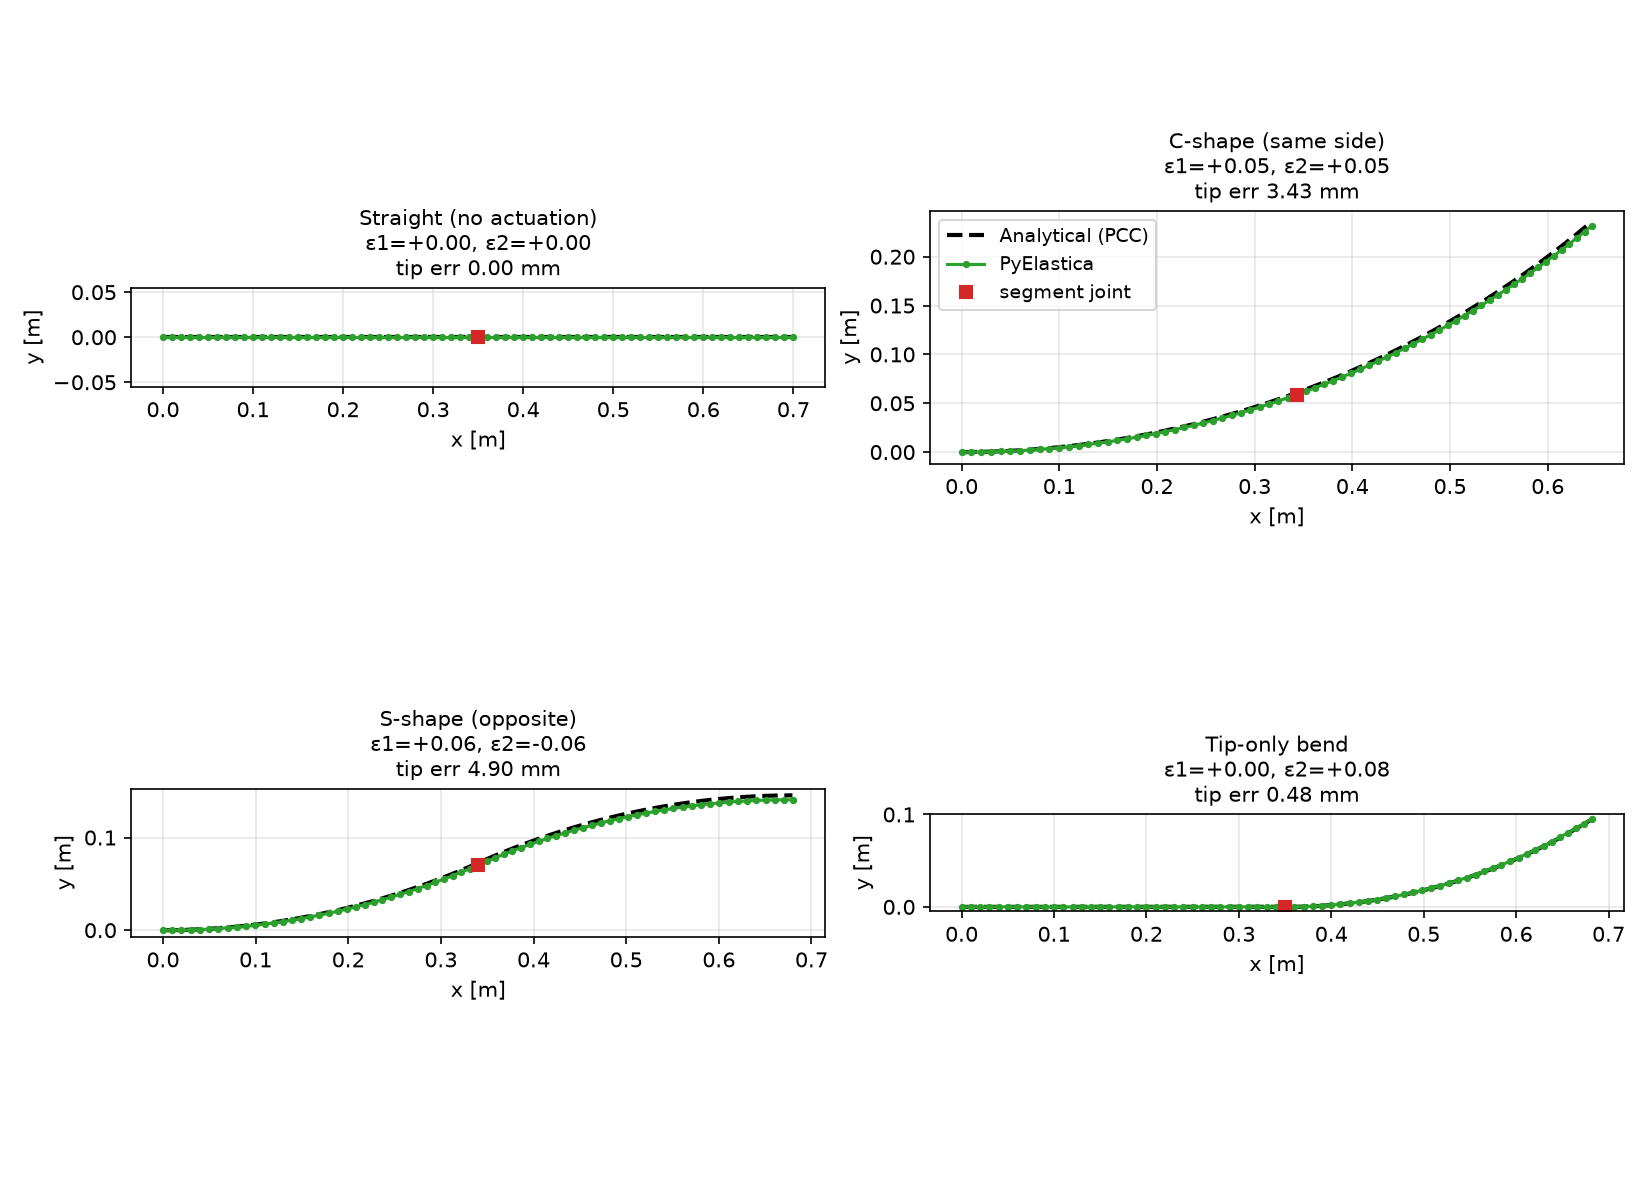 Straight (no actuation)
ε1=+0.00, ε2=+0.00
tip err 0.00 mm
0.05
0.00
−0.05
y [m]
0.0 0.1 0.2 0.3 0.4 0.5 0.6 0.7
x [m]
C-shape (same side)
ε1=+0.05, ε2=+0.05
tip err 3.43 mm
Analytical (PCC)
PyElastica
segment joint
0.20
0.15
0.10
0.05
0.00
y [m]
0.0 0.1 0.2 0.3 0.4 0.5 0.6
x [m]
S-shape (opposite)
ε1=+0.06, ε2=-0.06
tip err 4.90 mm
0.1
0.0
y [m]
0.0 0.1 0.2 0.3 0.4 0.5 0.6 0.7
x [m]
Tip-only bend
ε1=+0.00, ε2=+0.08
tip err 0.48 mm
0.1
0.0
y [m]
0.0 0.1 0.2 0.3 0.4 0.5 0.6 0.7
x [m]